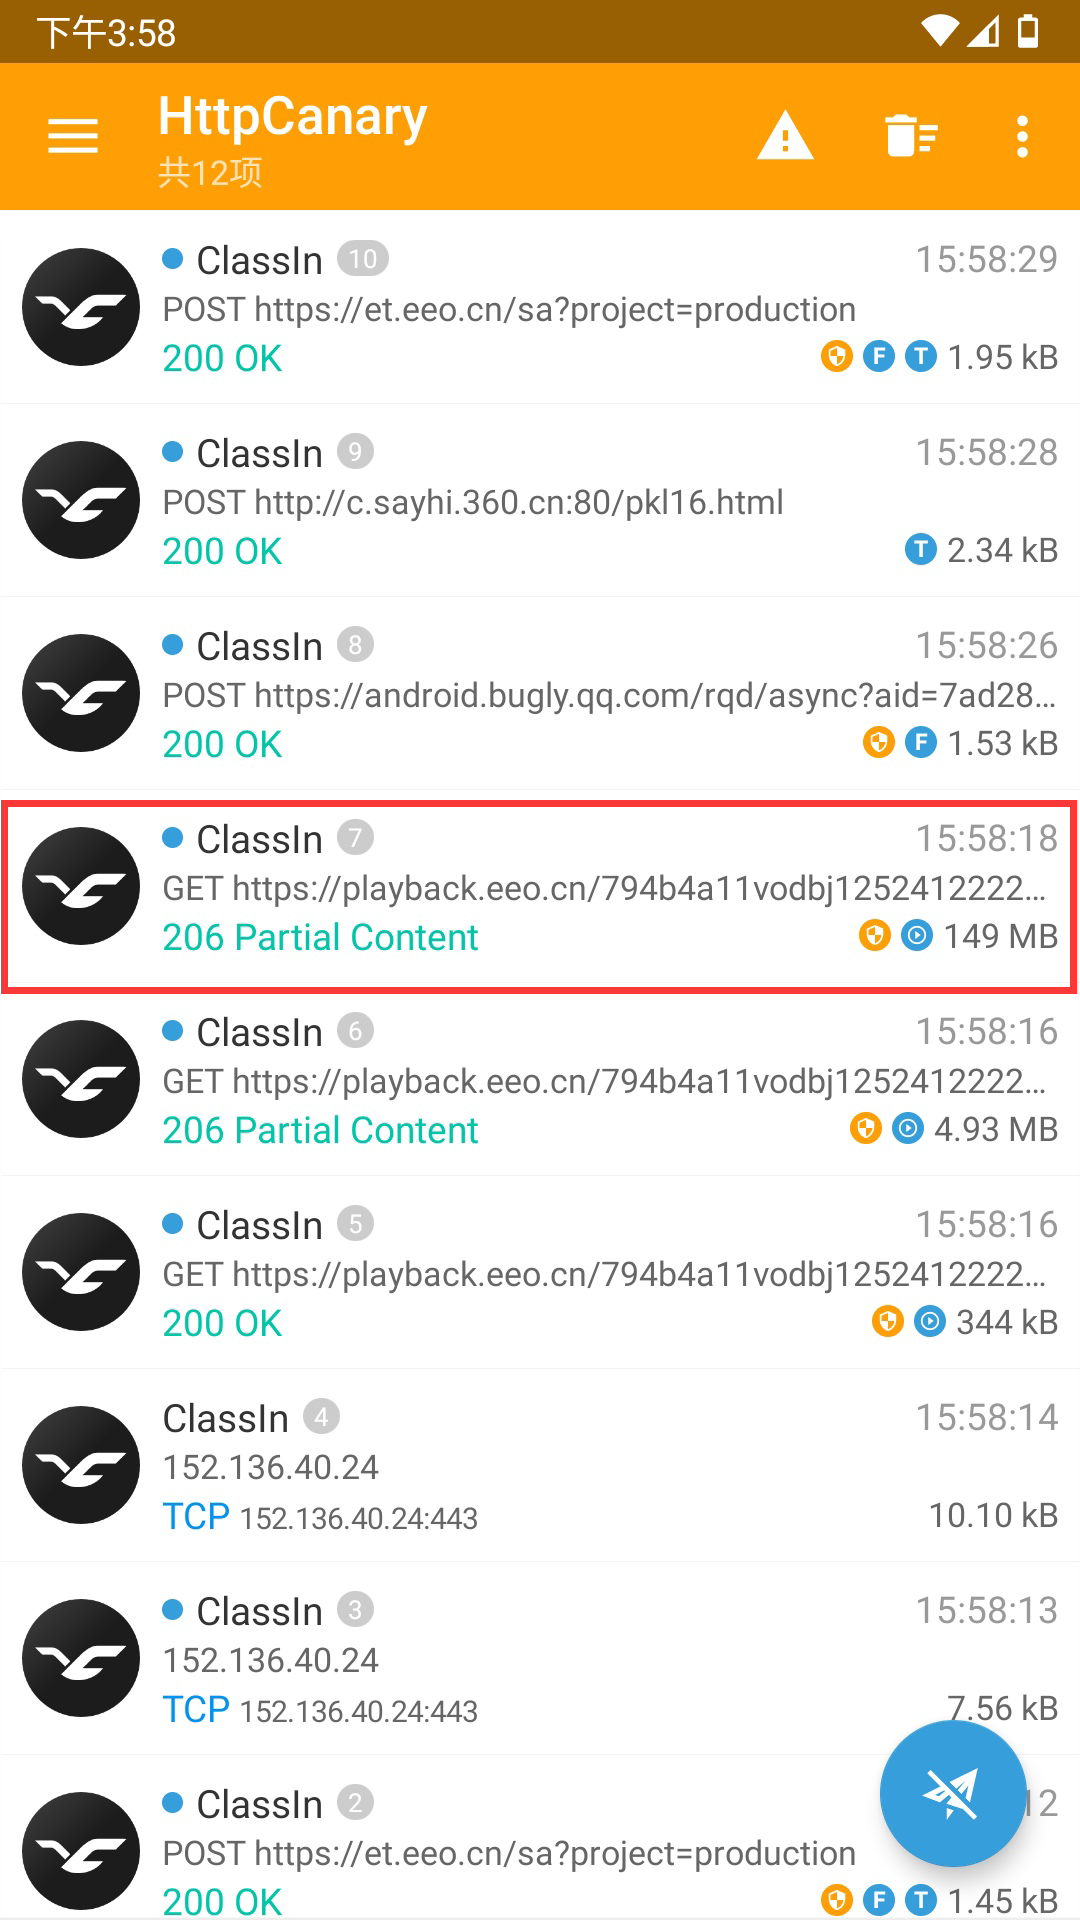 下午3:58
HttpCanary
共12项
ClassIn 10 15:58:29
POST https://et.eeo.cn/sa?project=production
200 OK F T 1.95 kB
ClassIn 9 15:58:28
POST http://c.sayhi.360.cn:80/pkl16.html
200 OK T 2.34 kB
ClassIn 8 15:58:26
POST https://android.bugly.qq.com/rqd/async?aid=7ad28...
200 OK F 1.53 kB
ClassIn 7 15:58:18
GET https://playback.eeo.cn/794b4a11vodbj1252412222...
206 Partial Content 149 MB
ClassIn 6 15:58:16
GET https://playback.eeo.cn/794b4a11vodbj1252412222...
206 Partial Content 4.93 MB
ClassIn 5 15:58:16
GET https://playback.eeo.cn/794b4a11vodbj1252412222...
200 OK 344 kB
ClassIn 4 15:58:14
152.136.40.24
TCP 152.136.40.24:443 10.10 kB
ClassIn 3 15:58:13
152.136.40.24
TCP 152.136.40.24:443 7.56 kB
ClassIn 2 12
POST https://et.eeo.cn/sa?project=production
200 OK F T 1.45 kB